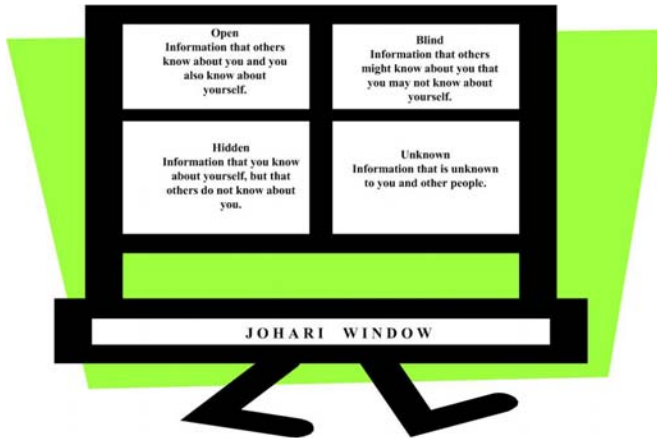 Open
Information that others
know about you and you
also know about
yourself.
Blind
Information that others
might know about you that
you may not know about
yourself.
Hidden
Information that you know
about yourself, but that
others do not know about
you.
Unknown
Information that is unknown
to you and other people.
JOHARI WINDOW